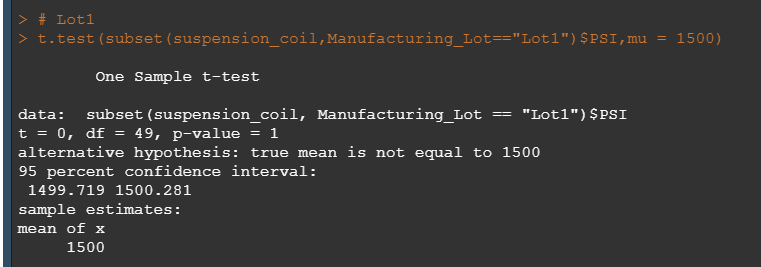 > # Lot1
> t.test(subset(suspension_coil,Manufacturing_Lot=="Lot1")$PSI,mu = 1500)
One Sample t-test
data:  subset(suspension_coil, Manufacturing_Lot == "Lot1")$PSI
t = 0, df = 49, p-value = 1
alternative hypothesis: true mean is not equal to 1500
95 percent confidence interval:
1499.719 1500.281
sample estimates:
mean of x
1500